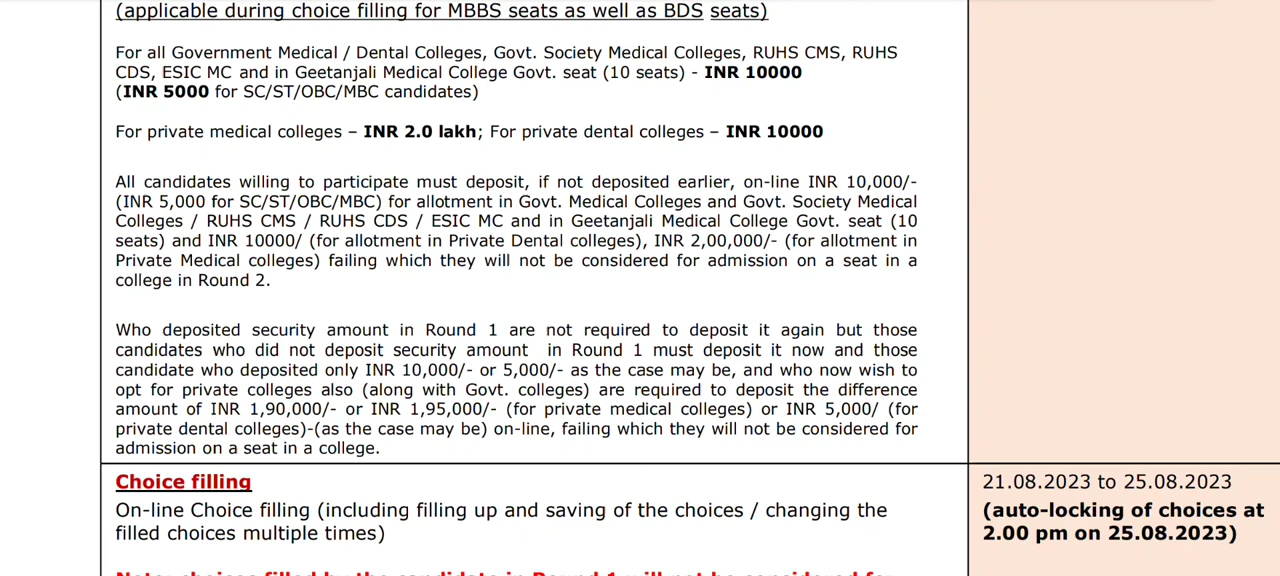 (applicable during choice filling for MBBS seats as well as BDS seats)
For all Government Medical / Dental Colleges, Govt. Society Medical Colleges, RUHS CMS, RUHS
CDS, ESIC MC and in Geetanjali Medical College Govt. seat (10 seats) - INR 10000
(INR 5000 for SC/ST/OBC/MBC candidates)
For private medical colleges – INR 2.0 lakh; For private dental colleges – INR 10000
All candidates willing to participate must deposit, if not deposited earlier, on-line INR 10,000/-
(INR 5,000 for SC/ST/OBC/MBC) for allotment in Govt. Medical Colleges and Govt. Society Medical
Colleges / RUHS CMS / RUHS CDS / ESIC MC and in Geetanjali Medical College Govt. seat (10
seats) and INR 10000/ (for allotment in Private Dental colleges), INR 2,00,000/- (for allotment in
Private Medical colleges) failing which they will not be considered for admission on a seat in a
college in Round 2.
Who deposited security amount in Round 1 are not required to deposit it again but those
candidates who did not deposit security amount in Round 1 must deposit it now and those
candidate who deposited only INR 10,000/- or 5,000/- as the case may be, and who now wish to
opt for private colleges also (along with Govt. colleges) are required to deposit the difference
amount of INR 1,90,000/- or INR 1,95,000/- (for private medical colleges) or INR 5,000/ (for
private dental colleges)-(as the case may be) on-line, failing which they will not be considered for
admission on a seat in a college.
Choice filling
On-line Choice filling (including filling up and saving of the choices / changing the
filled choices multiple times)
Note: choices filled by the candidate in Round 1 will not be considered for
21.08.2023 to 25.08.2023
(auto-locking of choices at
2.00 pm on 25.08.2023)